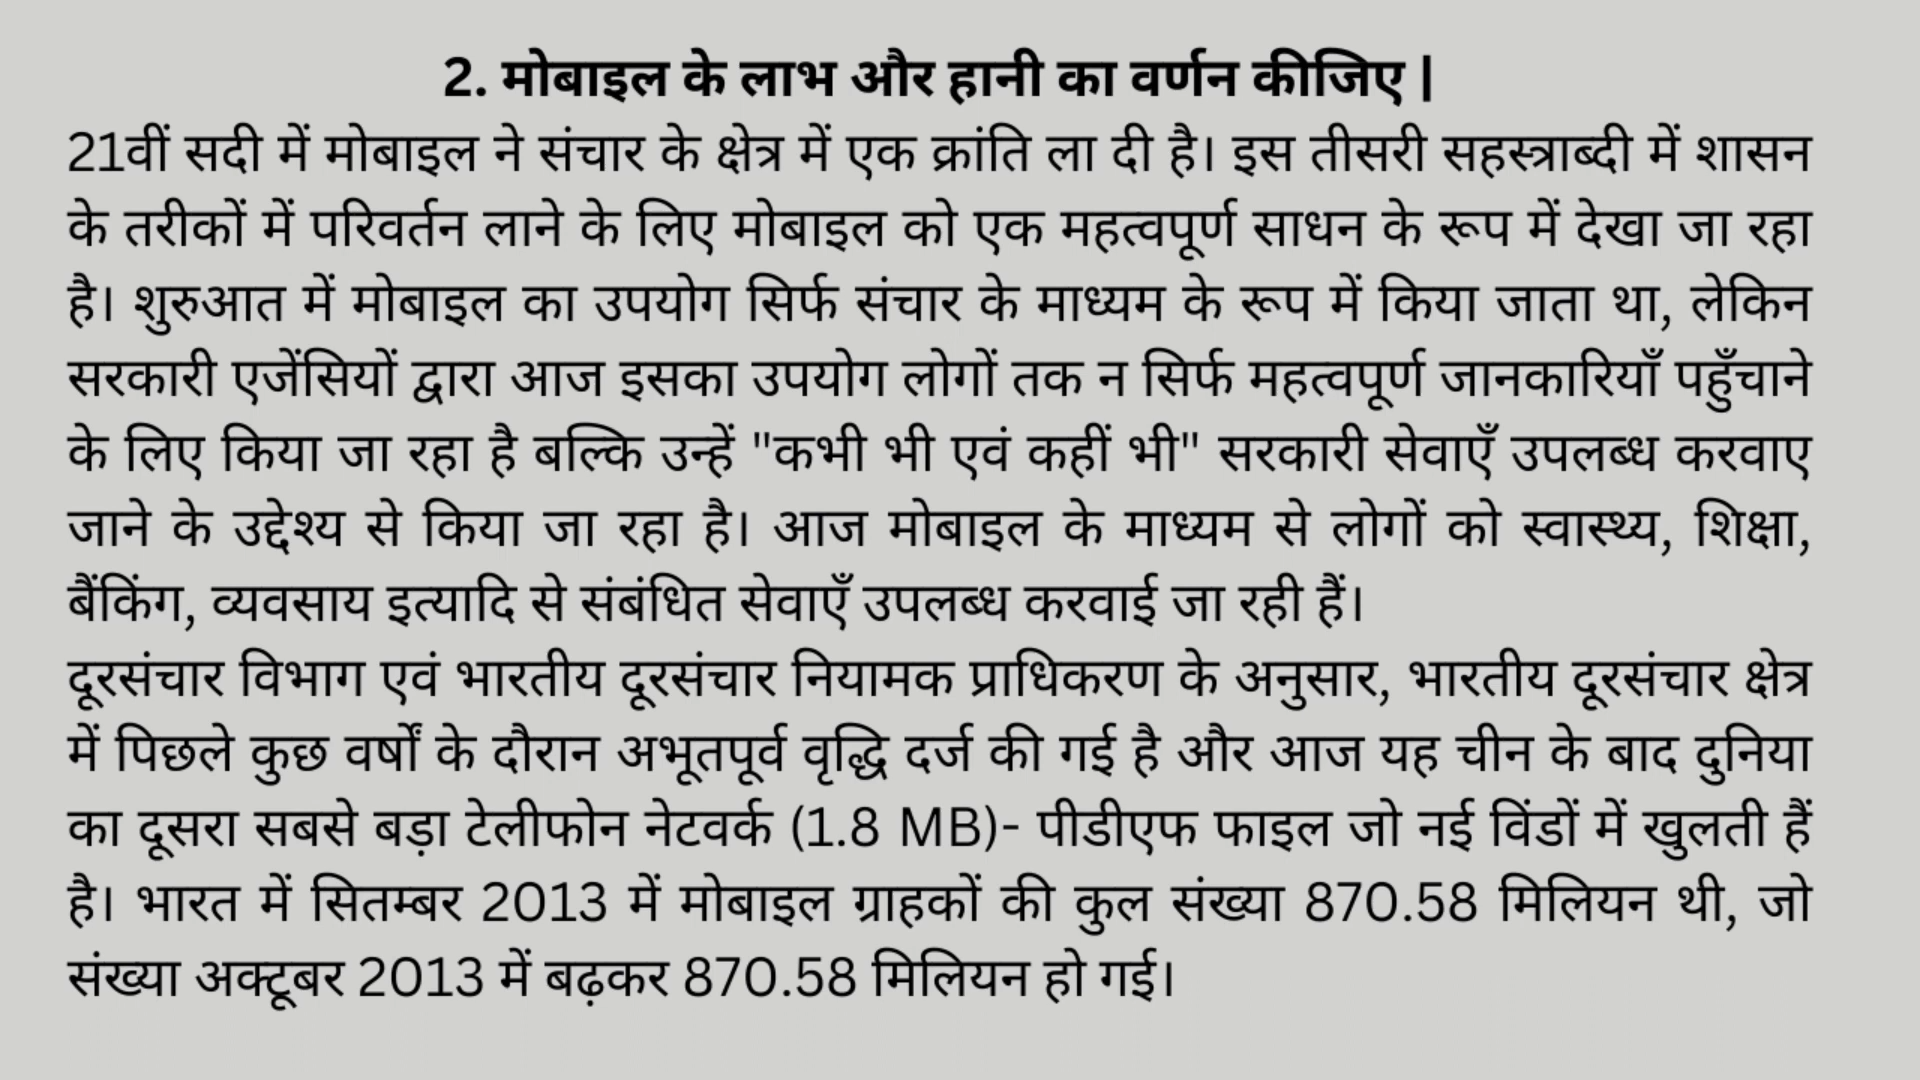 2. मोबाइल के लाभ और हानी का वर्णन कीजिए |
21वीं सदी में मोबाइल ने संचार के क्षेत्र में एक क्रांति ला दी है। इस तीसरी सहस्त्राब्दी में शासन
के तरीकों में परिवर्तन लाने के लिए मोबाइल को एक महत्वपूर्ण साधन के रूप में देखा जा रहा
है। शुरुआत में मोबाइल का उपयोग सिर्फ संचार के माध्यम के रूप में किया जाता था, लेकिन
सरकारी एजेंसियों द्वारा आज इसका उपयोग लोगों तक न सिर्फ महत्वपूर्ण जानकारियाँ पहुँचाने
के लिए किया जा रहा है बल्कि उन्हें "कभी भी एवं कहीं भी" सरकारी सेवाएँ उपलब्ध करवाए
जाने के उद्देश्य से किया जा रहा है। आज मोबाइल के माध्यम से लोगों को स्वास्थ्य, शिक्षा,
बैंकिंग, व्यवसाय इत्यादि से संबंधित सेवाएँ उपलब्ध करवाई जा रही हैं।
दूरसंचार विभाग एवं भारतीय दूरसंचार नियामक प्राधिकरण के अनुसार, भारतीय दूरसंचार क्षेत्र
में पिछले कुछ वर्षों के दौरान अभूतपूर्व वृद्धि दर्ज की गई है और आज यह चीन के बाद दुनिया
का दूसरा सबसे बड़ा टेलीफोन नेटवर्क (1.8 MB)- पीडीएफ फाइल जो नई विंडों में खुलती हैं
है। भारत में सितम्बर 2013 में मोबाइल ग्राहकों की कुल संख्या 870.58 मिलियन थी, जो
संख्या अक्टूबर 2013 में बढ़कर 870.58 मिलियन हो गई।